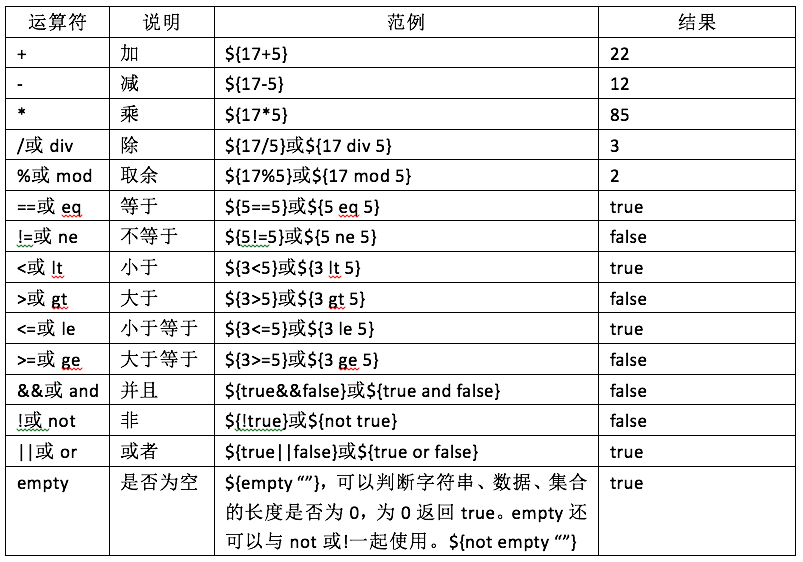 运算符 说明 范例 结果
+ 加 ${17+5} 22
- 减 ${17-5} 12
* 乘 ${17*5} 85
/或 div 除 ${17/5}或${17 div 5} 3
%或 mod 取余 ${17%5}或${17 mod 5} 2
==或 eq 等于 ${5==5}或${5 eq 5} true
!=或 ne 不等于 ${5!=5}或${5 ne 5} false
<或 lt 小于 ${3<5}或${3 lt 5} true
>或 gt 大于 ${3>5}或${3 gt 5} false
<=或 le 小于等于 ${3<=5}或${3 le 5} true
>=或 ge 大于等于 ${3>=5}或${3 ge 5} false
&&或 and 并且 ${true&&false}或${true and false} false
!或 not 非 ${!true}或${not true} false
||或 or 或者 ${true||false}或${true or false} true
empty 是否为空 ${empty “”}，可以判断字符串、数据、集合 true
的长度是否为 0，为 0 返回 true。empty 还
可以与 not 或!一起使用。${not empty “”}